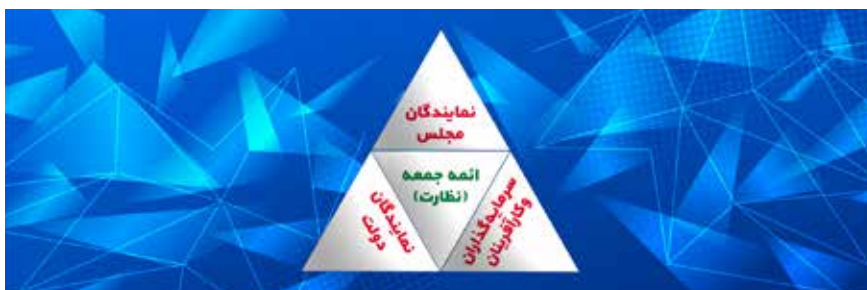 نمایندگان
مجلس
ائمه جمعه
(نظارت)
سرمایه‌گذاران
وکارآفرینان
نمایندگان
دولت